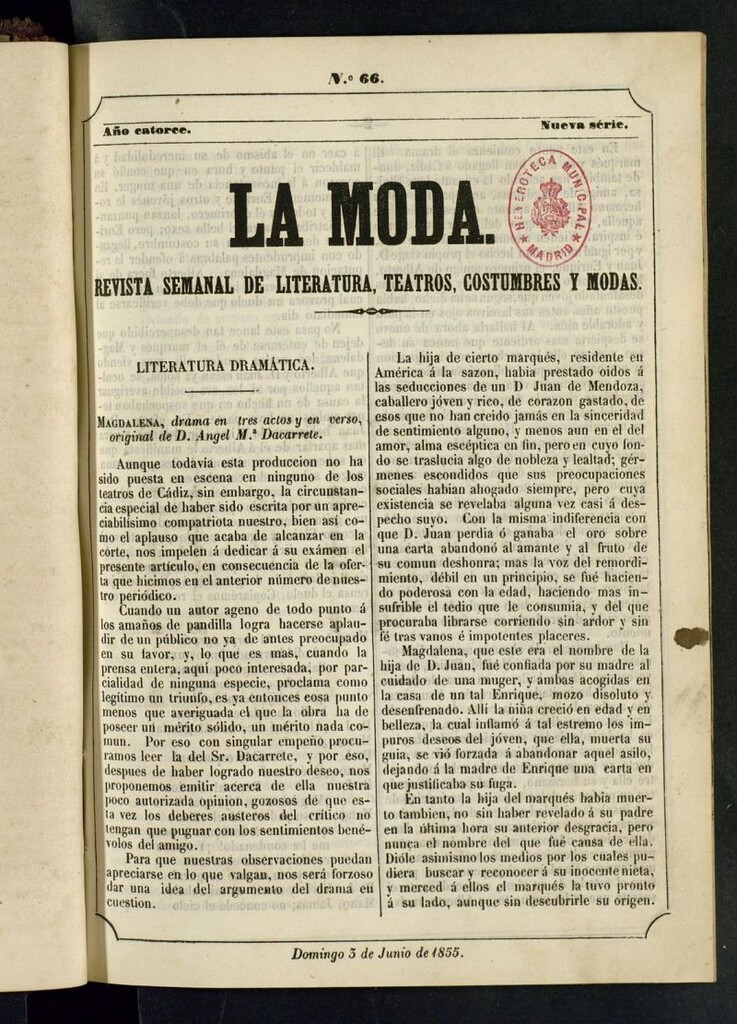 N.º 66.
Año catorce.
Nueva série.
LA MODA.
HEMEROTECA MUNICIPAL
★ MADRID ★
REVISTA SEMANAL DE LITERATURA, TEATROS, COSTUMBRES Y MODAS.
LITERATURA DRAMÁTICA.
MAGDALENA, drama en tres actos y en verso,
original de D. Angel M.ª Dacarrete.
Aunque todavía esta produccion no ha
sido puesta en escena en ninguno de los
teatros de Cádiz, sin embargo, la circunstan-
cia especial de haber sido escrita por un apre-
ciabilísimo compatriota nuestro, bien así co-
mo el aplauso que acaba de alcanzar en la
córte, nos impelen á dedicar á su exámen el
presente artículo, en consecuencia de la ofer-
ta que hicimos en el anterior número de nues-
tro periódico.
Cuando un autor ageno de todo punto á
los amaños de pandilla logra hacerse aplau-
dir de un público no ya de antes preocupado
en su favor, y, lo que es mas, cuando la
prensa entera, aquí poco interesada, por par-
cialidad de ninguna especie, proclama como
legítimo un triunfo, es ya entonces cosa punto
menos que averiguada el que la obra ha de
poseer un mérito sólido, un mérito nada co-
mun. Por eso con singular empeño procu-
ramos leer la del Sr. Dacarrete, y por eso,
despues de haber logrado nuestro deseo, nos
proponemos emitir acerca de ella nuestra
poco autorizada opinion, gozosos de que es-
ta vez los deberes austeros del crítico no
tengan que pugnar con los sentimientos bené-
volos del amigo.
Para que nuestras observaciones puedan
apreciarse en lo que valgan, nos será forzoso
dar una idea del argumento del drama en
cuestion.
La hija de cierto marqués, residente en
América á la sazon, habia prestado oidos á
las seducciones de un D Juan de Mendoza,
caballero jóven y rico, de corazon gastado, de
esos que no han creido jamás en la sinceridad
de sentimiento alguno, y menos aun en el del
amor, alma escéptica en fin, pero en cuyo fon-
do se traslucia algo de nobleza y lealtad; gér-
menes escondidos que sus preocupaciones
sociales habian ahogado siempre, pero cuya
existencia se revelaba alguna vez casi á des-
pecho suyo. Con la misma indiferencia con
que D. Juan perdia ó ganaba el oro sobre
una carta abandonó al amante y al fruto de
su comun deshonra; mas la voz del remordi-
miento, débil en un principio, se fué hacien-
do poderosa con la edad, haciendo mas in-
sufrible el tedio que le consumia, y del que
procuraba librarse corriendo sin ardor y sin
fé tras vanos é impotentes placeres.
Magdalena, que este era el nombre de la
hija de D. Juan, fué confiada por su madre al
cuidado de una muger, y ambas acogidas en
la casa de un tal Enrique, mozo disoluto y
desenfrenado. Allí la niña creció en edad y en
belleza, la cual inflamó á tal estremo los im-
puros deseos del jóven, que ella, muerta su
guia, se vió forzada á abandonar aquel asilo,
dejando á la madre de Enrique una carta en
que justificaba su fuga.
En tanto la hija del marqués habia muer-
to tambien, no sin haber revelado á su padre
en la última hora su anterior desgracia, pero
nunca el nombre del que fué causa de ella.
Dióle asimismo los medios por los cuales pu-
diera buscar y reconocer á su inocente nieta,
y merced á ellos el marqués la tuvo pronto
á su lado, aunque sin descubrirle su orígen.
Domingo 3 de Junio de 1855.